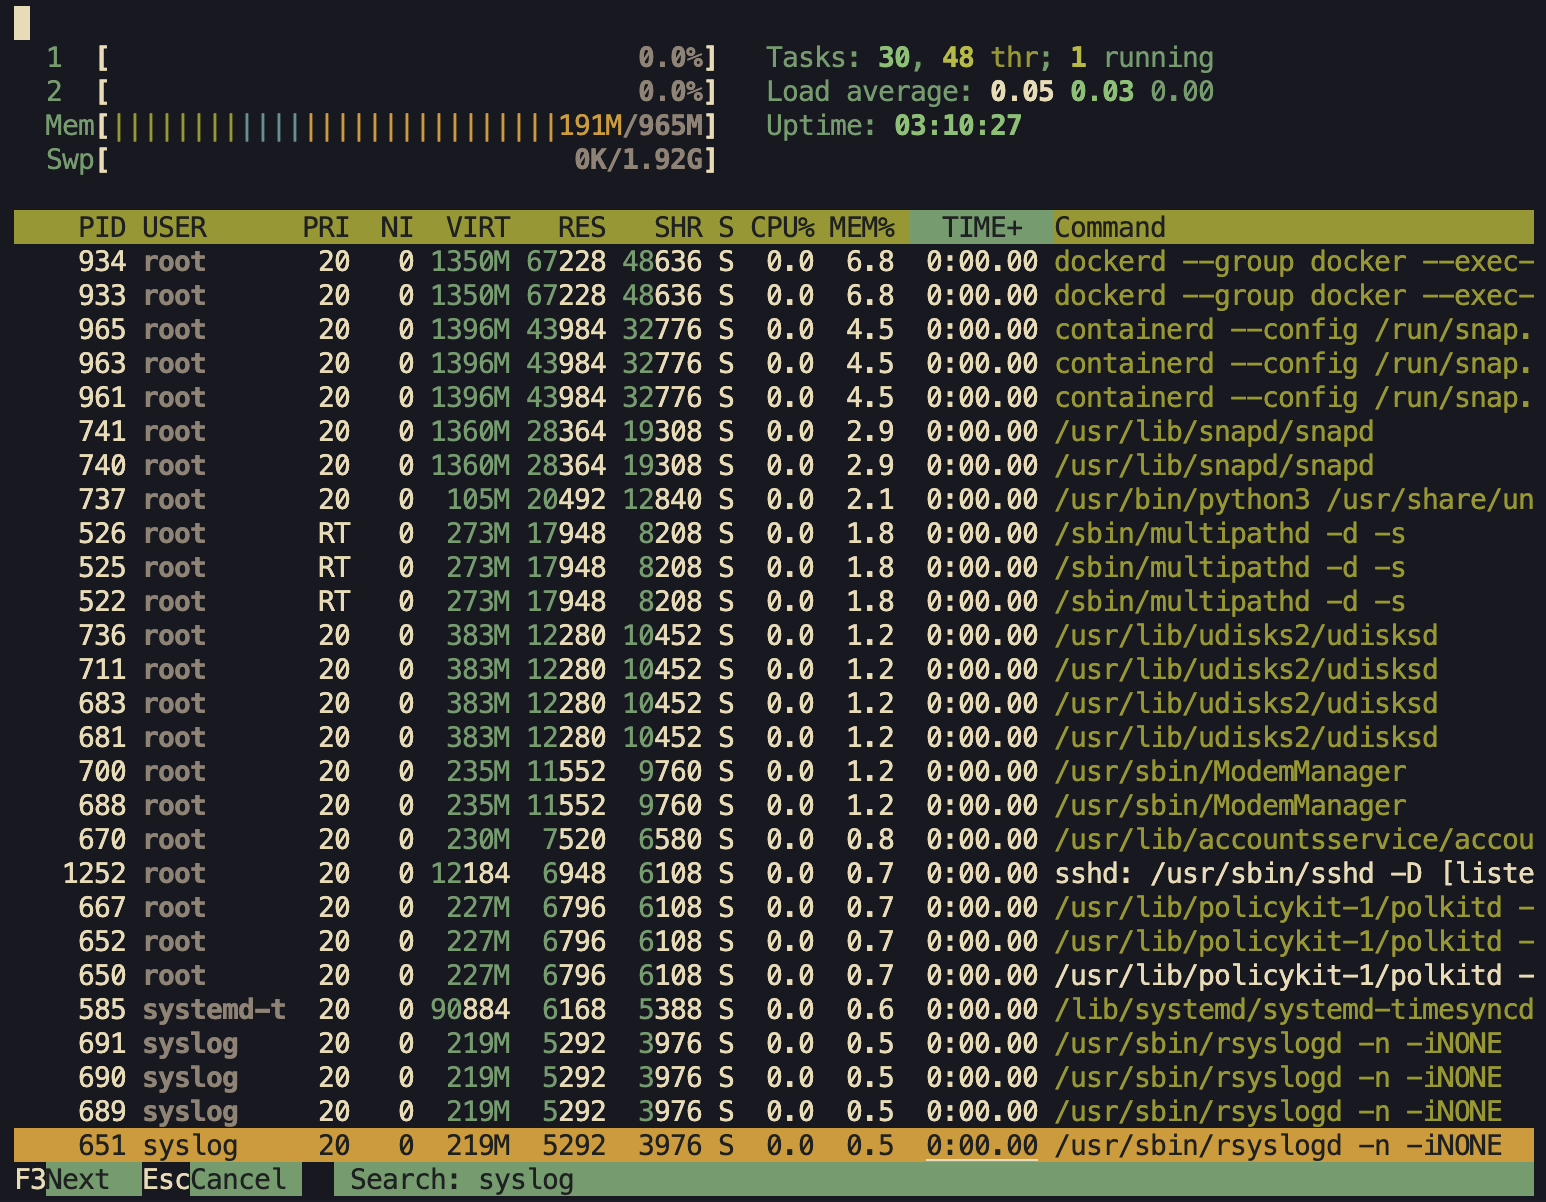 1 [ 0.0%] Tasks: 30, 48 thr; 1 running
2 [ 0.0%] Load average: 0.05 0.03 0.00
Mem[||||||||||||||||||||||||||||191M/965M] Uptime: 03:10:27
Swp[ 0K/1.92G]
PID USER PRI NI VIRT RES SHR S CPU% MEM% TIME+ Command
934 root 20 0 1350M 67228 48636 S 0.0 6.8 0:00.00 dockerd --group docker --exec-
933 root 20 0 1350M 67228 48636 S 0.0 6.8 0:00.00 dockerd --group docker --exec-
965 root 20 0 1396M 43984 32776 S 0.0 4.5 0:00.00 containerd --config /run/snap.
963 root 20 0 1396M 43984 32776 S 0.0 4.5 0:00.00 containerd --config /run/snap.
961 root 20 0 1396M 43984 32776 S 0.0 4.5 0:00.00 containerd --config /run/snap.
741 root 20 0 1360M 28364 19308 S 0.0 2.9 0:00.00 /usr/lib/snapd/snapd
740 root 20 0 1360M 28364 19308 S 0.0 2.9 0:00.00 /usr/lib/snapd/snapd
737 root 20 0 105M 20492 12840 S 0.0 2.1 0:00.00 /usr/bin/python3 /usr/share/un
526 root RT 0 273M 17948 8208 S 0.0 1.8 0:00.00 /sbin/multipathd -d -s
525 root RT 0 273M 17948 8208 S 0.0 1.8 0:00.00 /sbin/multipathd -d -s
522 root RT 0 273M 17948 8208 S 0.0 1.8 0:00.00 /sbin/multipathd -d -s
736 root 20 0 383M 12280 10452 S 0.0 1.2 0:00.00 /usr/lib/udisks2/udisksd
711 root 20 0 383M 12280 10452 S 0.0 1.2 0:00.00 /usr/lib/udisks2/udisksd
683 root 20 0 383M 12280 10452 S 0.0 1.2 0:00.00 /usr/lib/udisks2/udisksd
681 root 20 0 383M 12280 10452 S 0.0 1.2 0:00.00 /usr/lib/udisks2/udisksd
700 root 20 0 235M 11552 9760 S 0.0 1.2 0:00.00 /usr/sbin/ModemManager
688 root 20 0 235M 11552 9760 S 0.0 1.2 0:00.00 /usr/sbin/ModemManager
670 root 20 0 230M 7520 6580 S 0.0 0.8 0:00.00 /usr/lib/accountsservice/accou
1252 root 20 0 12184 6948 6108 S 0.0 0.7 0:00.00 sshd: /usr/sbin/sshd -D [liste
667 root 20 0 227M 6796 6108 S 0.0 0.7 0:00.00 /usr/lib/policykit-1/polkitd -
652 root 20 0 227M 6796 6108 S 0.0 0.7 0:00.00 /usr/lib/policykit-1/polkitd -
650 root 20 0 227M 6796 6108 S 0.0 0.7 0:00.00 /usr/lib/policykit-1/polkitd -
585 systemd-t 20 0 90884 6168 5388 S 0.0 0.6 0:00.00 /lib/systemd/systemd-timesyncd
691 syslog 20 0 219M 5292 3976 S 0.0 0.5 0:00.00 /usr/sbin/rsyslogd -n -iNONE
690 syslog 20 0 219M 5292 3976 S 0.0 0.5 0:00.00 /usr/sbin/rsyslogd -n -iNONE
689 syslog 20 0 219M 5292 3976 S 0.0 0.5 0:00.00 /usr/sbin/rsyslogd -n -iNONE
651 syslog 20 0 219M 5292 3976 S 0.0 0.5 0:00.00 /usr/sbin/rsyslogd -n -iNONE
F3Next EscCancel Search: syslog